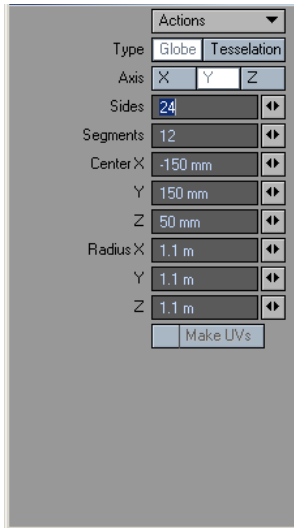 Actions
Type Globe Tesselation
Axis X Y Z
Sides 24
Segments 12
Center X -150 mm
Y 150 mm
Z 50 mm
Radius X 1.1 m
Y 1.1 m
Z 1.1 m
Make UVs